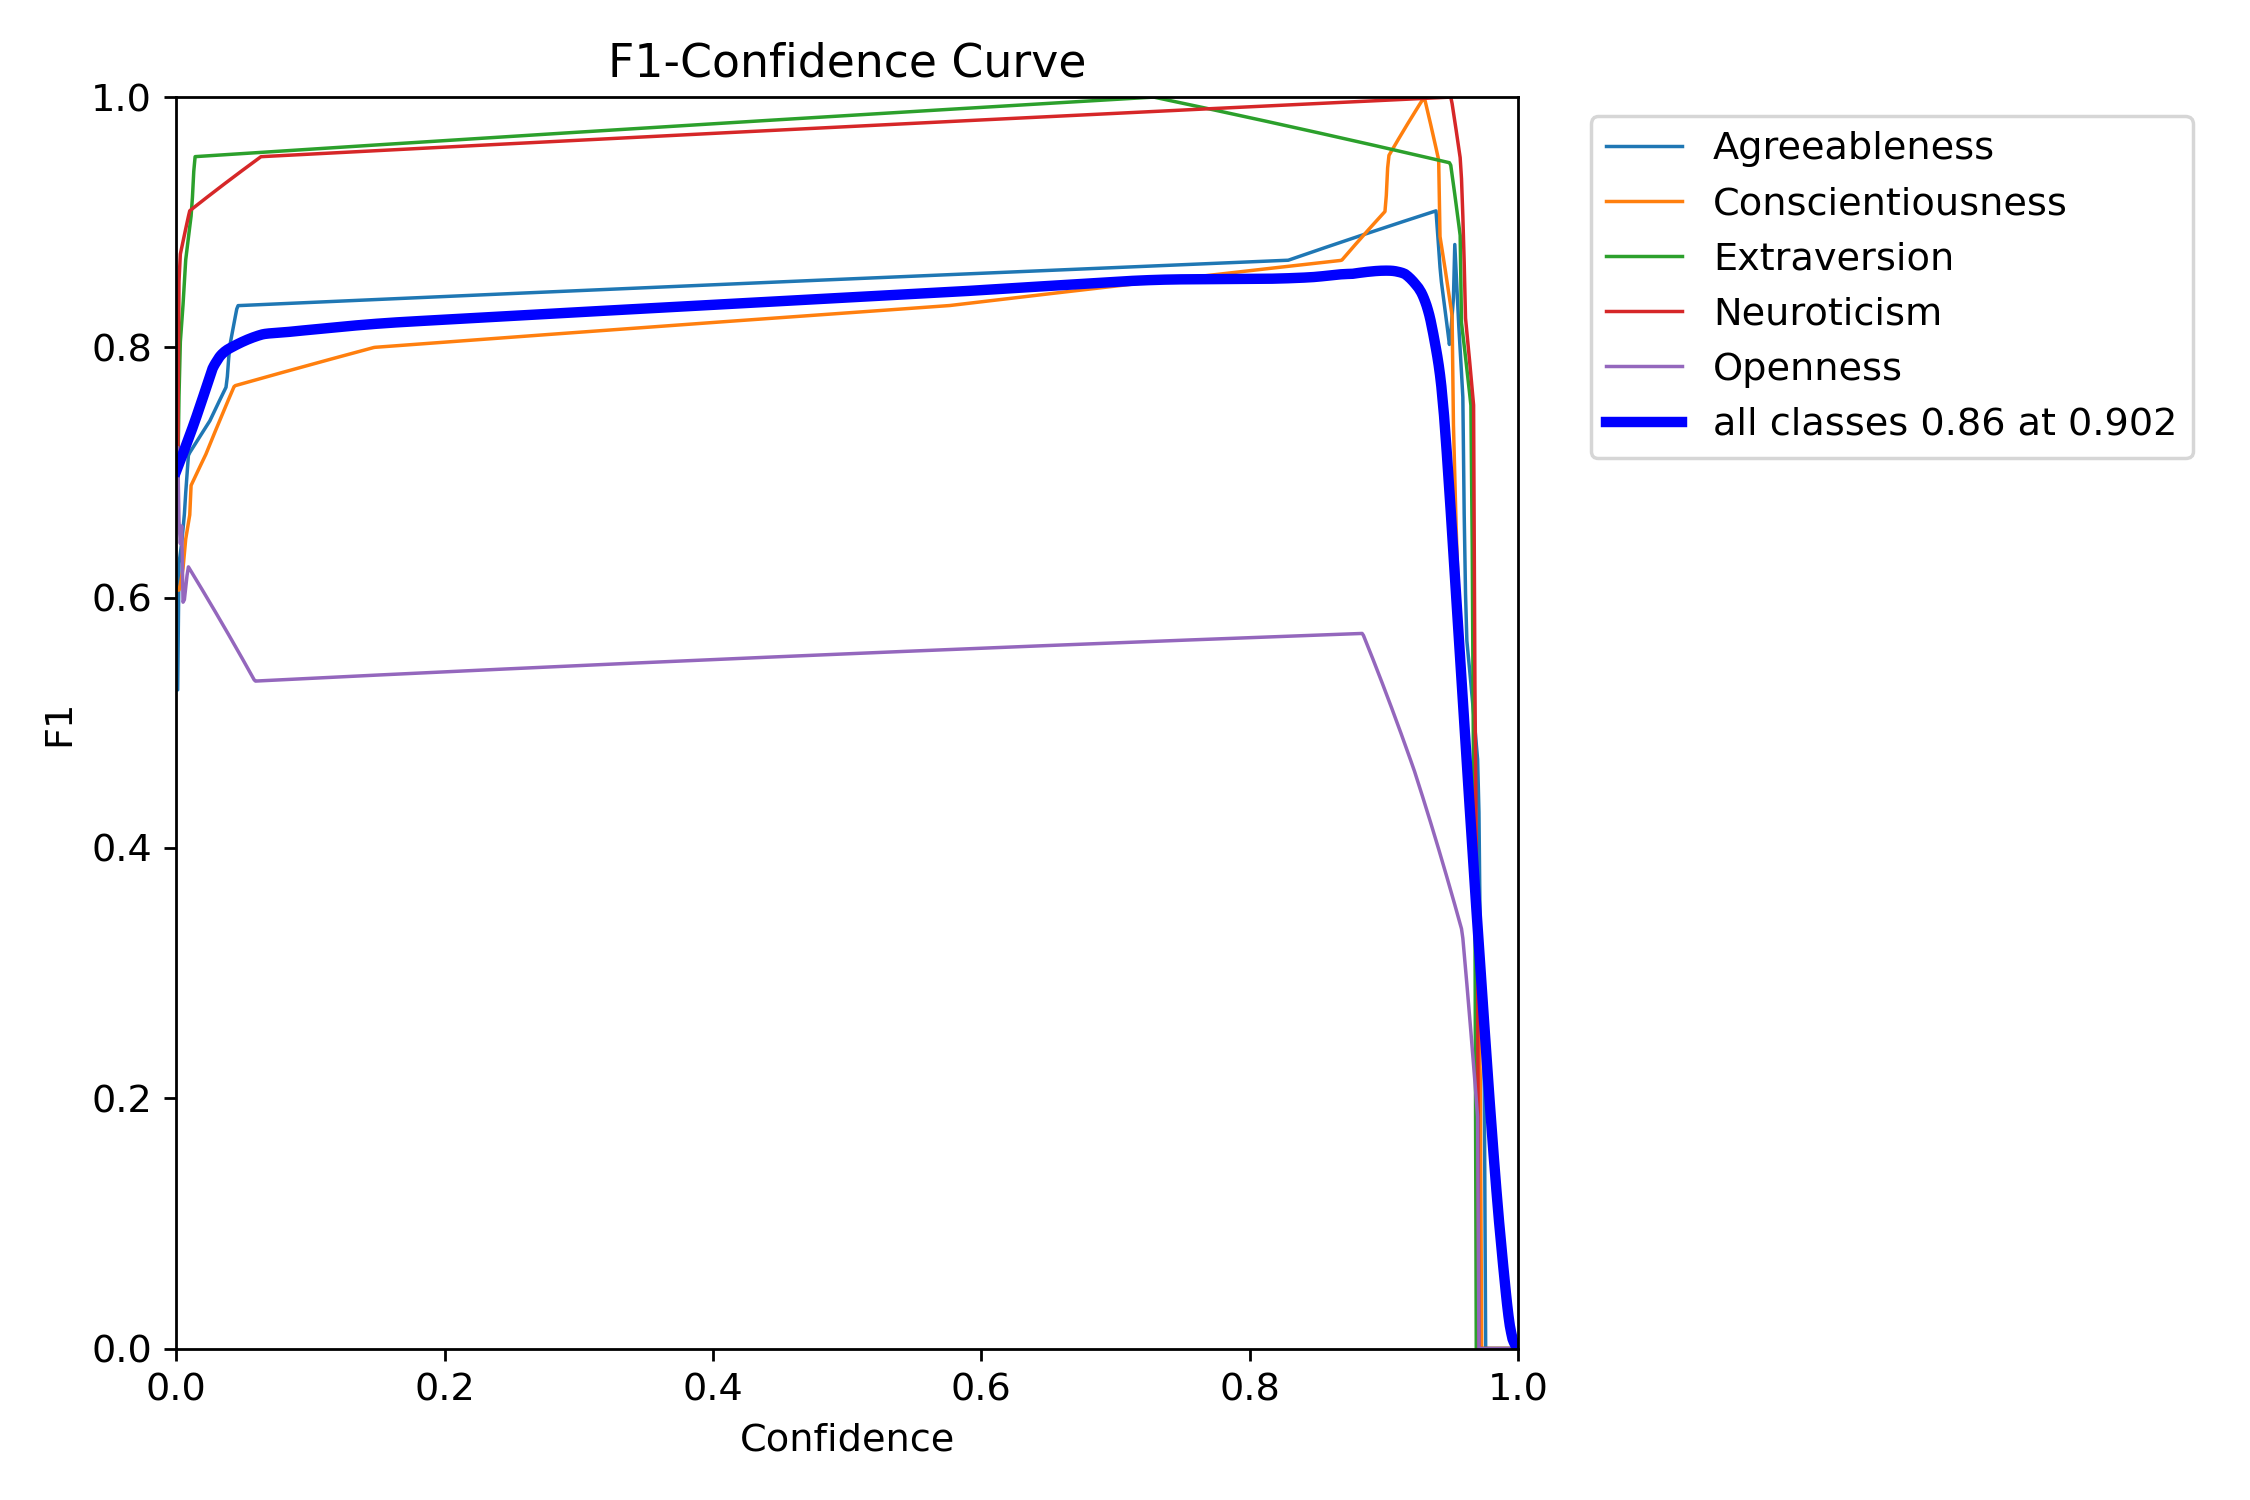 F1-Confidence Curve
1.0
0.8
0.6
0.4
0.2
0.0
F1
0.0 0.2 0.4 0.6 0.8 1.0
Confidence
Agreeableness
Conscientiousness
Extraversion
Neuroticism
Openness
all classes 0.86 at 0.902